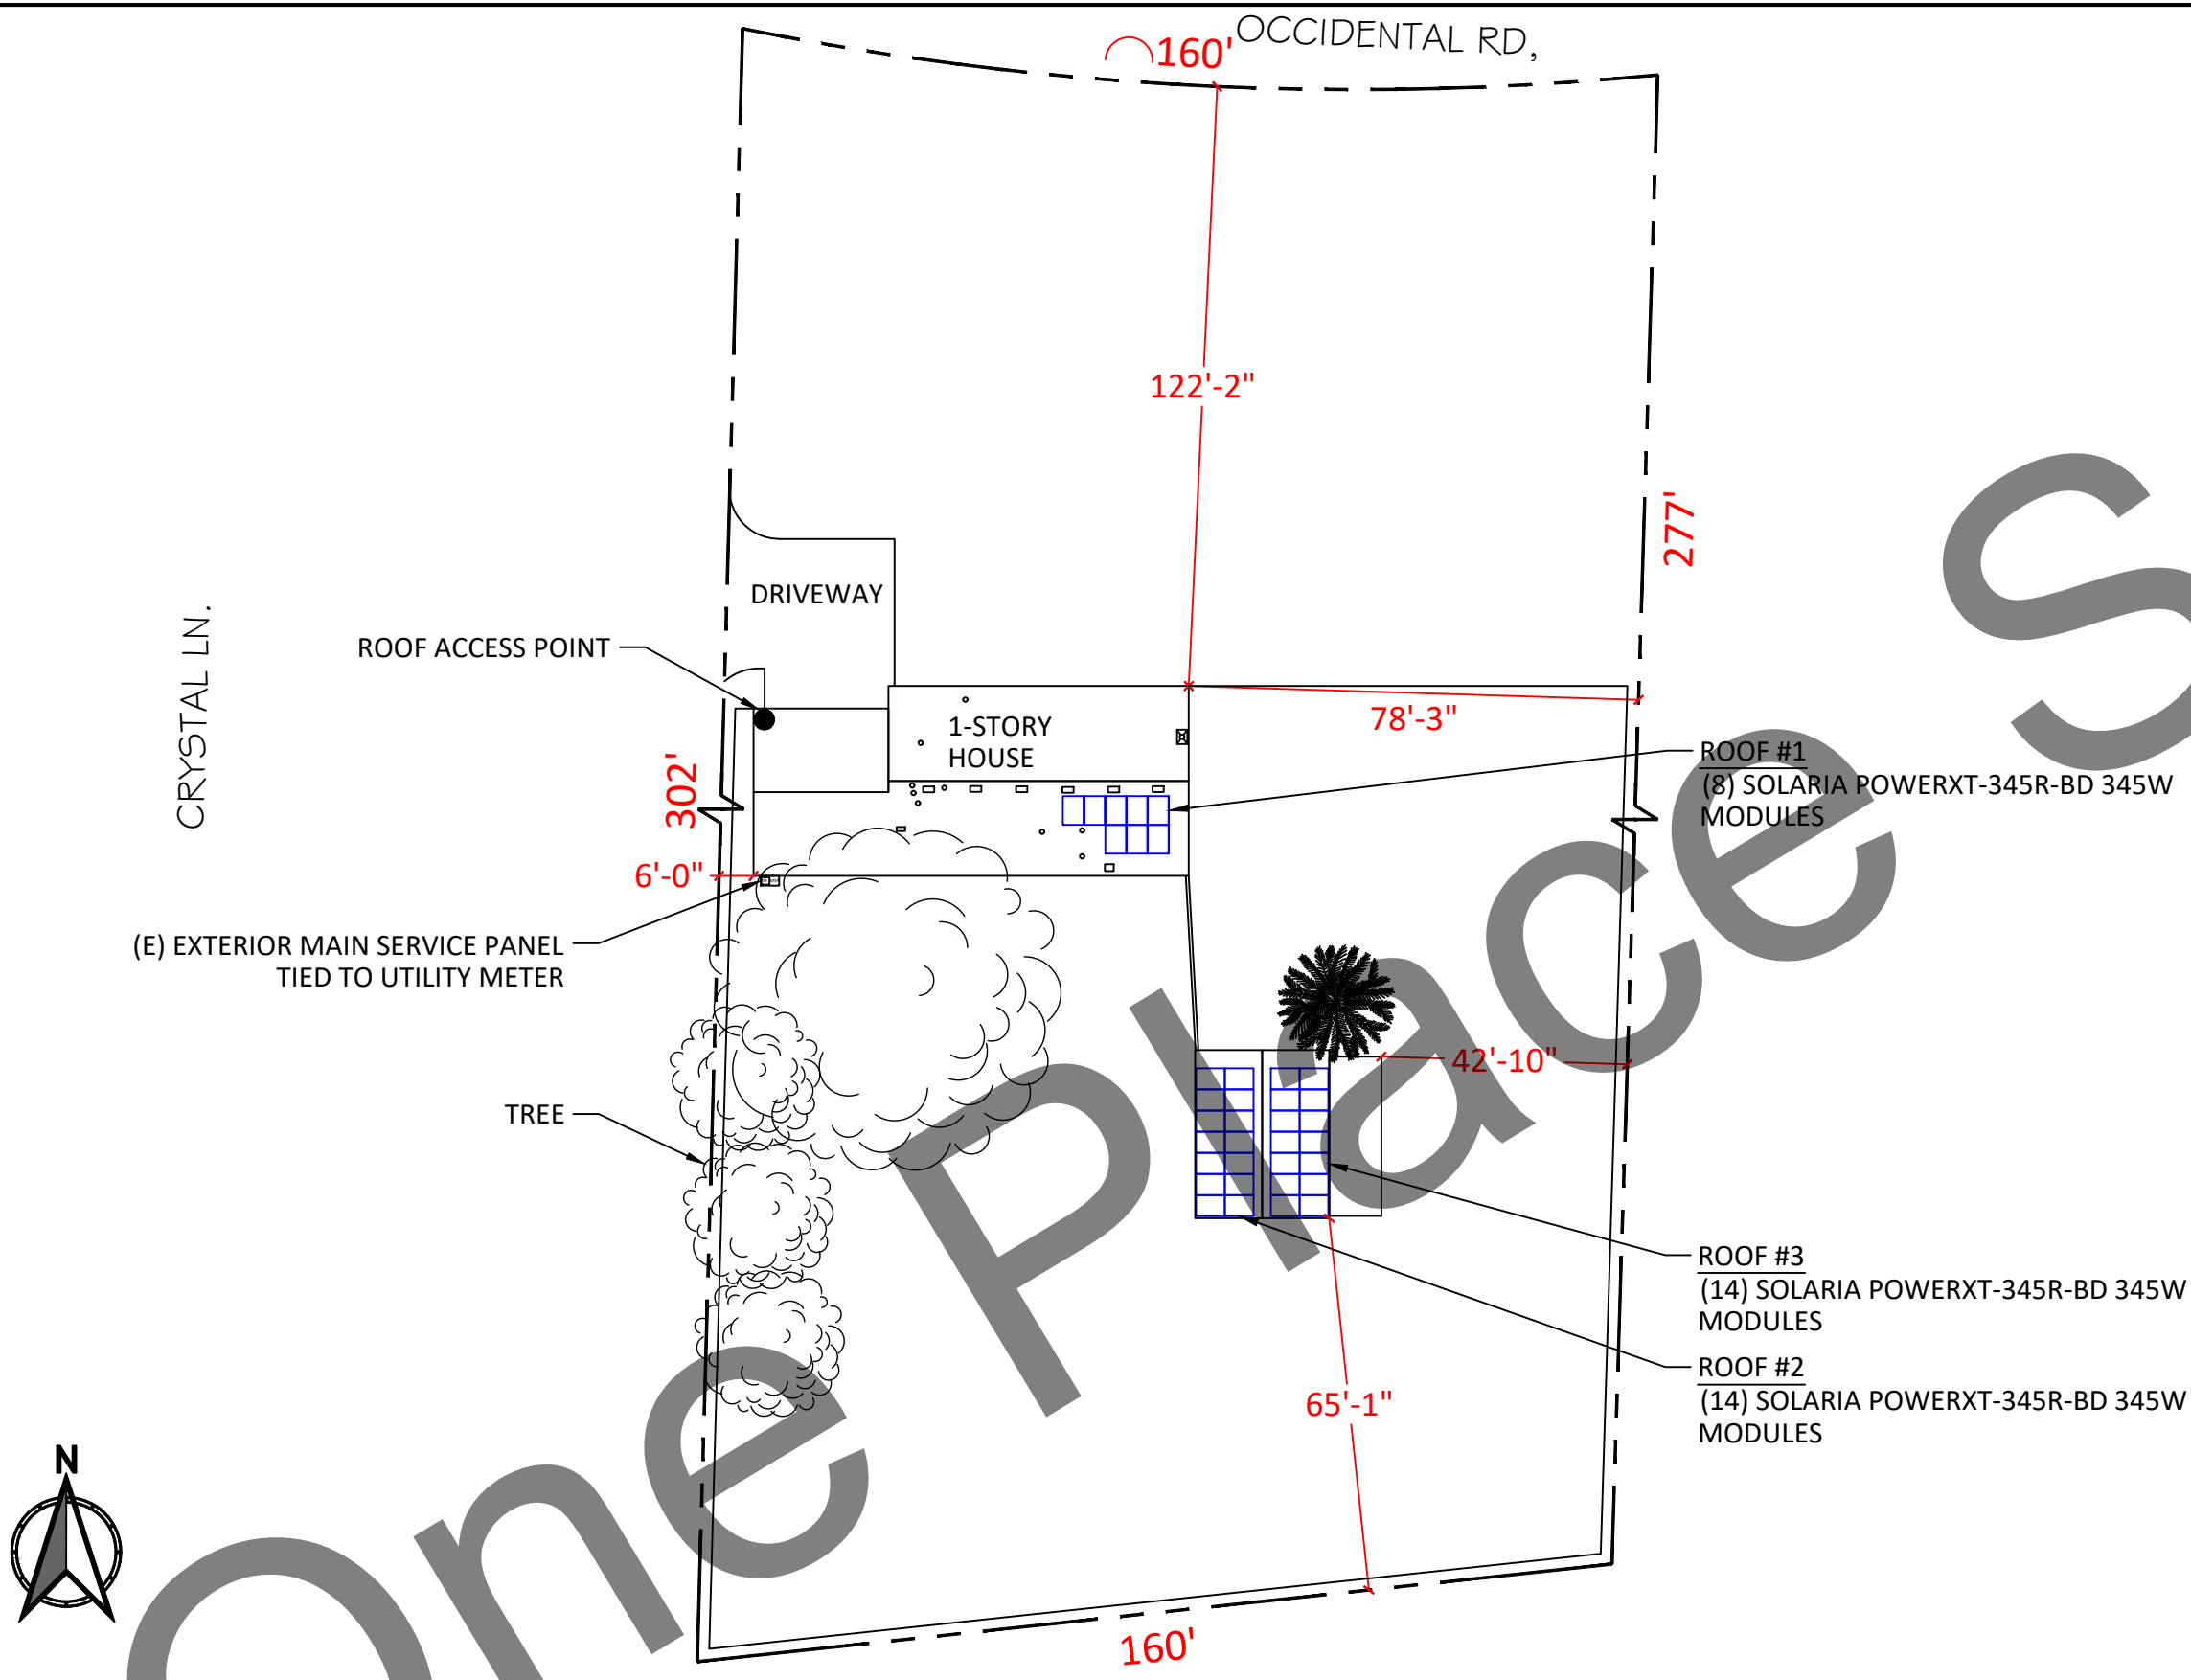 OCCIDENTAL RD,
160'
122'-2"
277'
DRIVEWAY
CRYSTAL LN.
ROOF ACCESS POINT
1-STORY
HOUSE
78'-3"
ROOF #1
(8) SOLARIA POWERXT-345R-BD 345W
MODULES
302'
6'-0"
(E) EXTERIOR MAIN SERVICE PANEL
TIED TO UTILITY METER
42'-10"
TREE
ROOF #3
(14) SOLARIA POWERXT-345R-BD 345W
MODULES
ROOF #2
(14) SOLARIA POWERXT-345R-BD 345W
MODULES
65'-1"
N
160'
One Place S